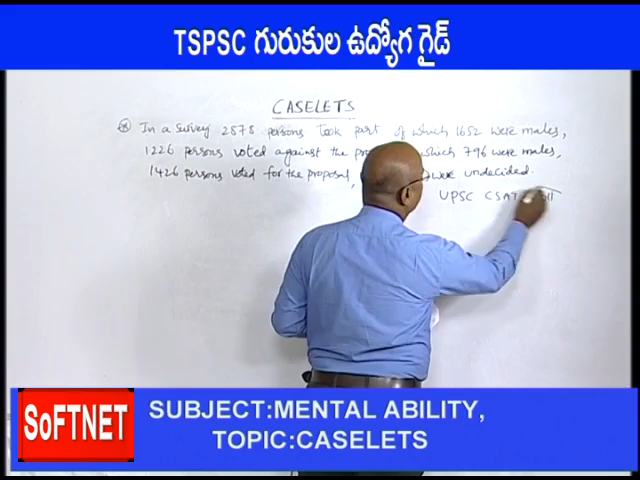 TSPSC గురుకుల ఉద్యోగ గైడ్
CASELETS
In a survey 2878 persons took part of which 1652 were males,
1226 persons voted against the which 796 were males,
1426 persons voted for the proposal, were undecided.
UPSC CSAT
SoFTNET
SUBJECT:MENTAL ABILITY,
TOPIC:CASELETS